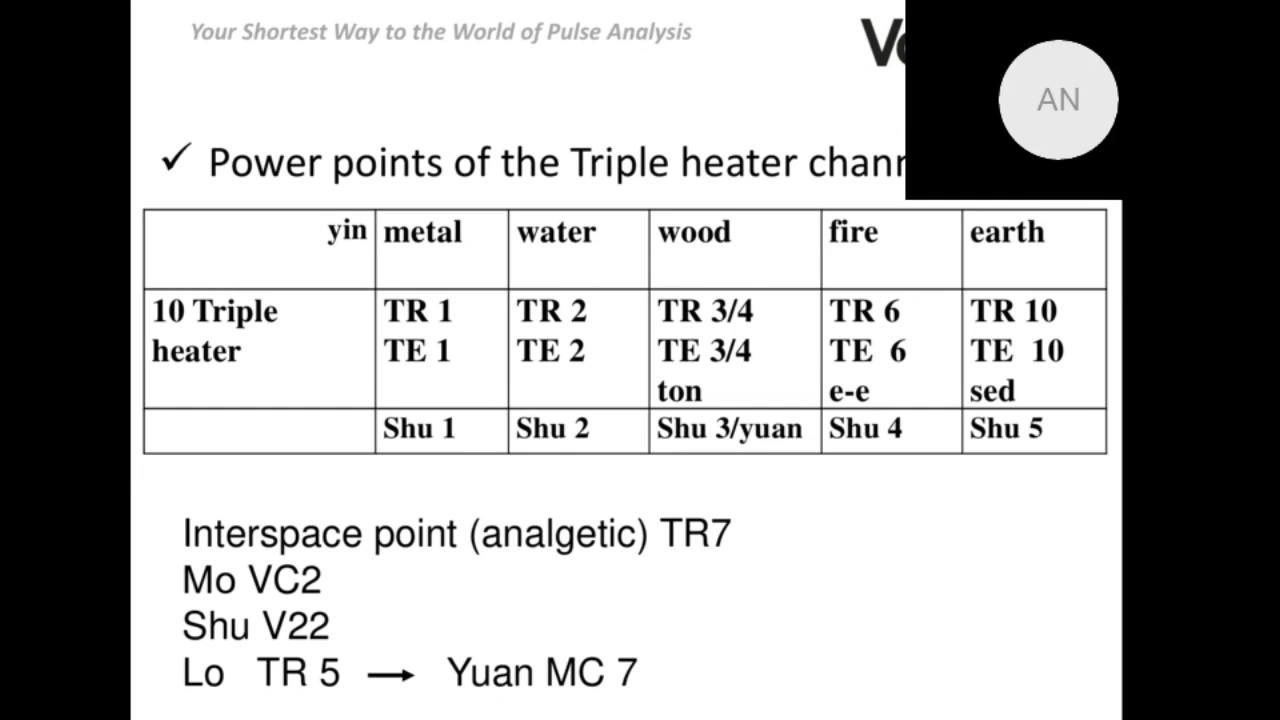 Your Shortest Way to the World of Pulse Analysis
AN
✓ Power points of the Triple heater
yin metal water wood fire earth
10 Triple heater TR 1 TR 2 TR 3/4 TR 6 TR 10
TE 1 TE 2 TE 3/4 TE 6 TE 10
ton e-e sed
Shu 1 Shu 2 Shu 3/yuan Shu 4 Shu 5
Interspace point (analgetic) TR7
Mo VC2
Shu V22
Lo TR 5 → Yuan MC 7